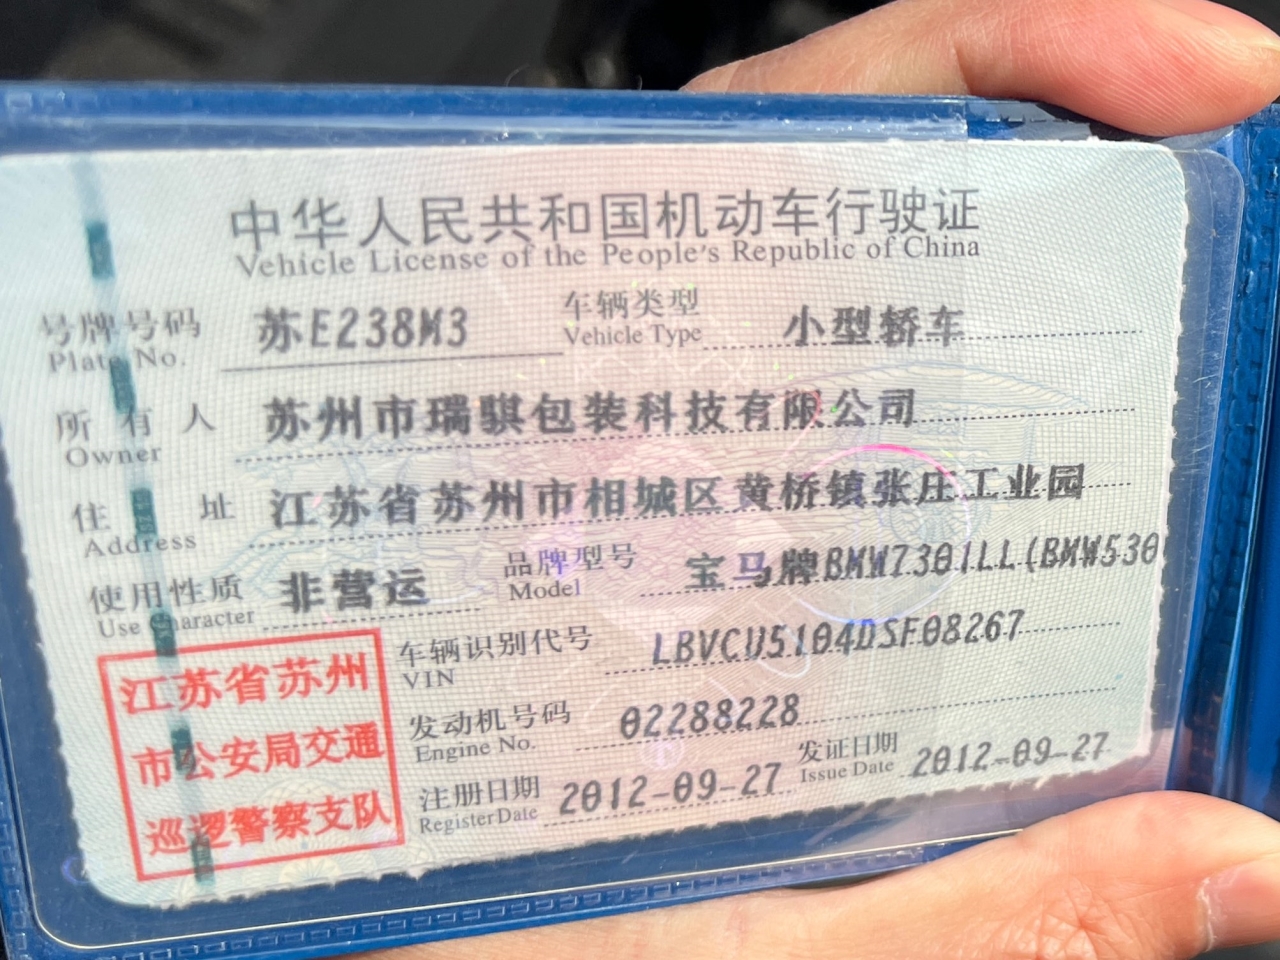 中华人民共和国机动车行驶证
Vehicle License of the People's Republic of China
号牌号码 苏E238M3 车辆类型 小型轿车
Plate No. Vehicle Type
所有人 苏州市瑞骐包装科技有限公司
Owner
住址 江苏省苏州市相城区黄桥镇张庄工业园
Address
使用性质 非营运 品牌型号 宝马牌BMW7301LL(BMW530
Use Character Model
车辆识别代号 LBVCU5104DSF08267
VIN
发动机号码 02288228
Engine No.
注册日期 2012-09-27 发证日期 2012-09-27
Register Date Issue Date
江苏省苏州
市公安局交通
巡逻警察支队